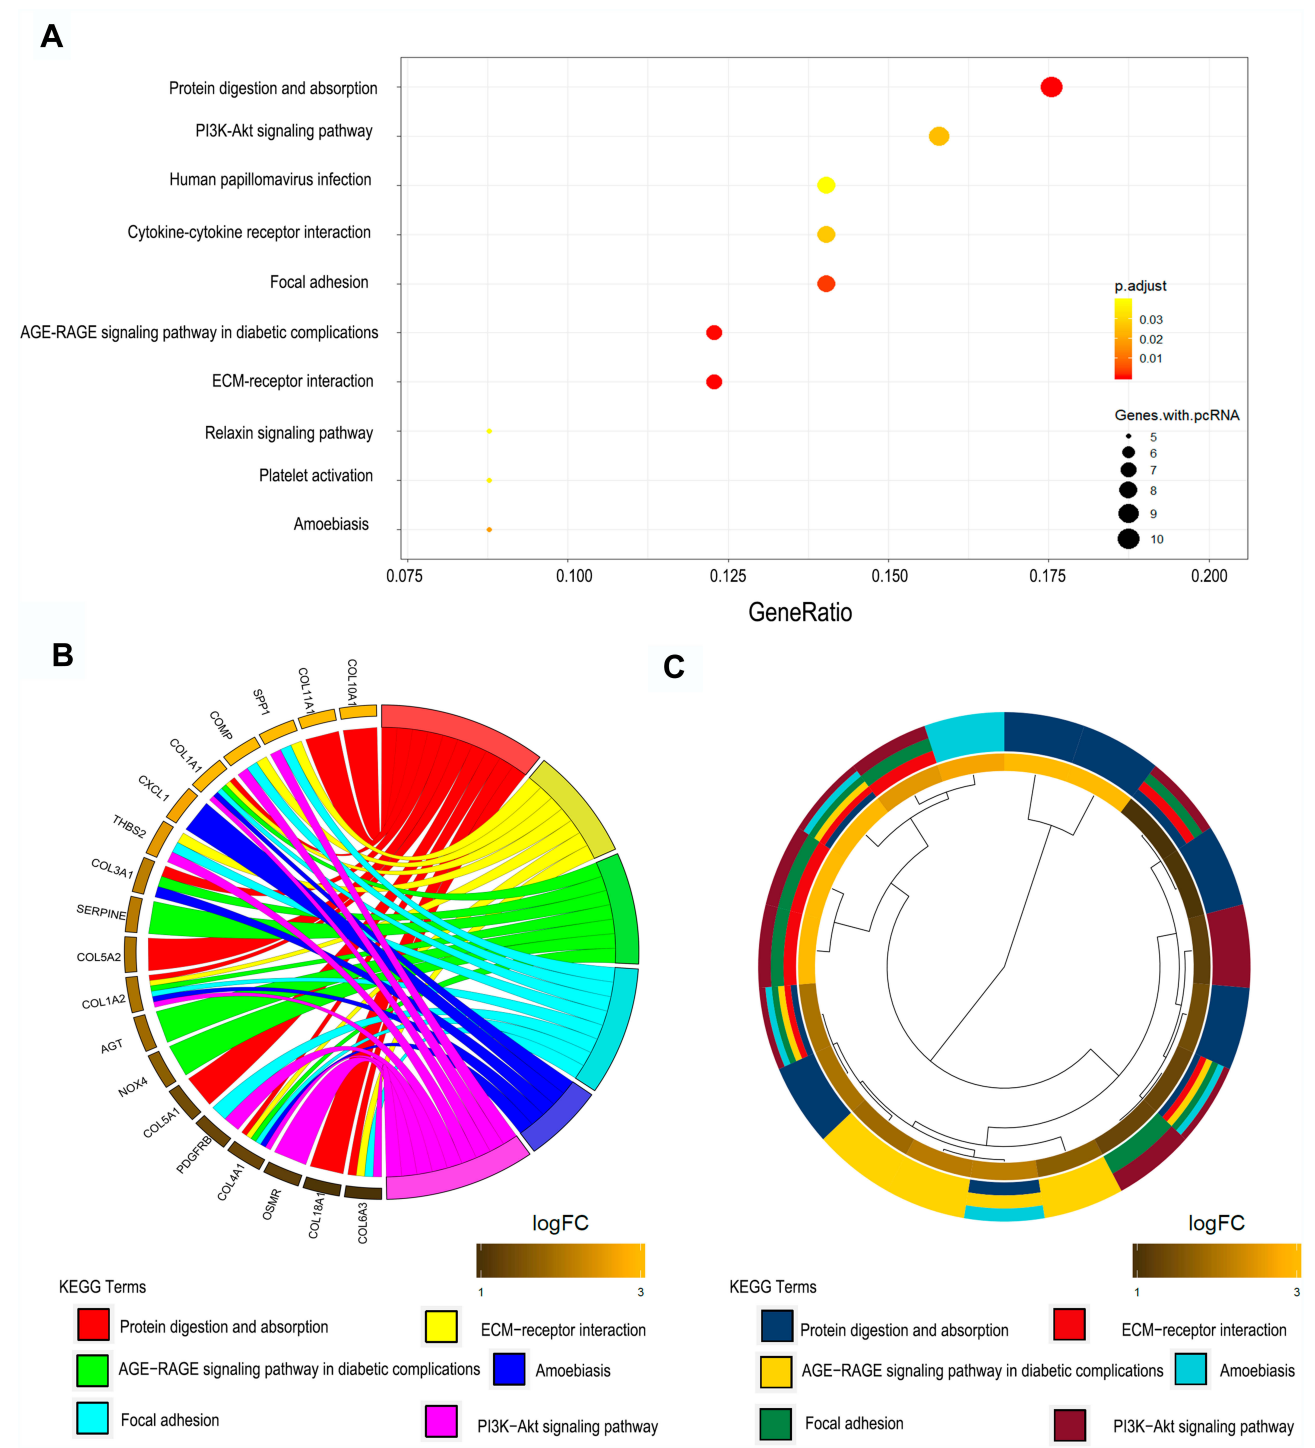 A
Protein digestion and absorption
PI3K-Akt signaling pathway
Human papillomavirus infection
Cytokine-cytokine receptor interaction
Focal adhesion
AGE-RAGE signaling pathway in diabetic complications
ECM-receptor interaction
Relaxin signaling pathway
Platelet activation
Amoebiasis
p.adjust
0.03
0.02
0.01
Genes.with.pcRNA
5
6
7
8
9
10
0.075 0.100 0.125 0.150 0.175 0.200
GeneRatio
B
COL10A1
COL11A1
SPP1
COMP
COL1A1
CXCL1
THBS2
COL3A1
SERPINE
COL5A2
COL1A2
AGT
NOX4
COL5A1
PDGFRB
COL4A1
OSMR
COL18A1
COL6A3
logFC
1 3
KEGG Terms
Protein digestion and absorption
ECM−receptor interaction
AGE−RAGE signaling pathway in diabetic complications
Amoebiasis
Focal adhesion
PI3K−Akt signaling pathway
C
logFC
1 3
KEGG Terms
Protein digestion and absorption
ECM−receptor interaction
AGE−RAGE signaling pathway in diabetic complications
Amoebiasis
Focal adhesion
PI3K−Akt signaling pathway